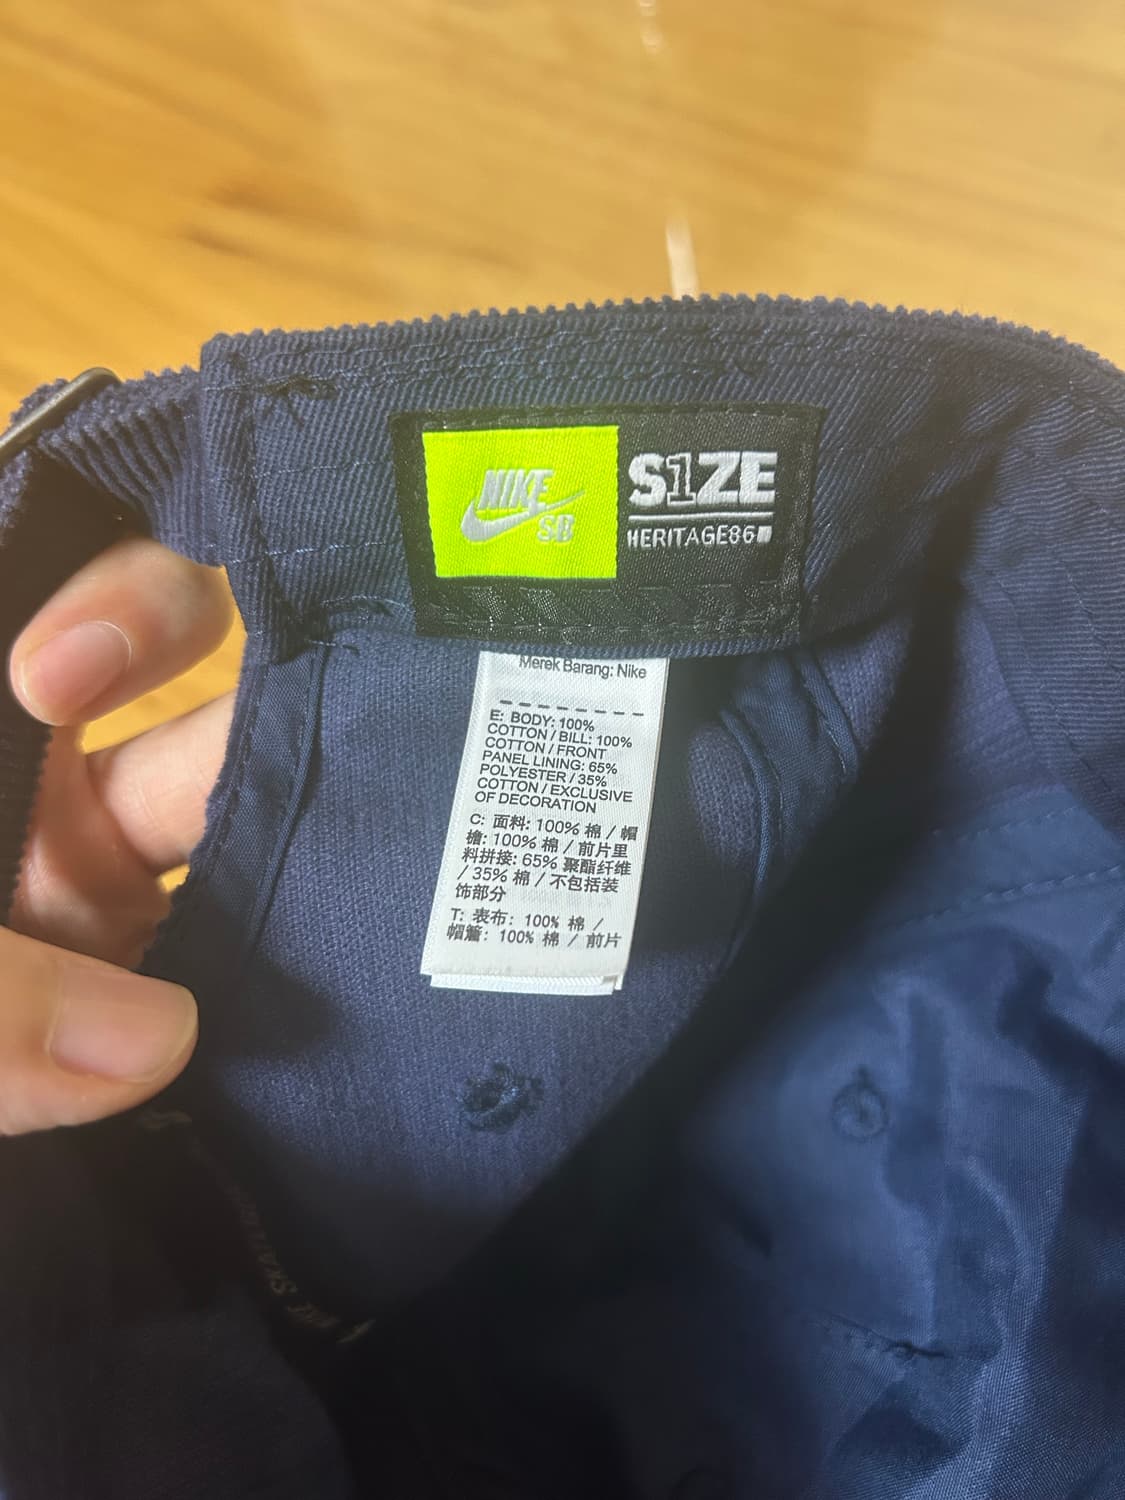 NIKE
SB
S1ZE
HERITAGE86
Merek Barang: Nike
E: BODY: 100%
COTTON / BILL: 100%
COTTON / FRONT
PANEL LINING: 65%
POLYESTER / 35%
COTTON / EXCLUSIVE
OF DECORATION
C: 面料: 100% 棉 / 帽
檐: 100% 棉 / 前片里
料拼接: 65% 聚酯纤维
/ 35% 棉 / 不包括装
饰部分
T: 表布: 100% 棉 /
帽簷: 100% 棉 / 前片